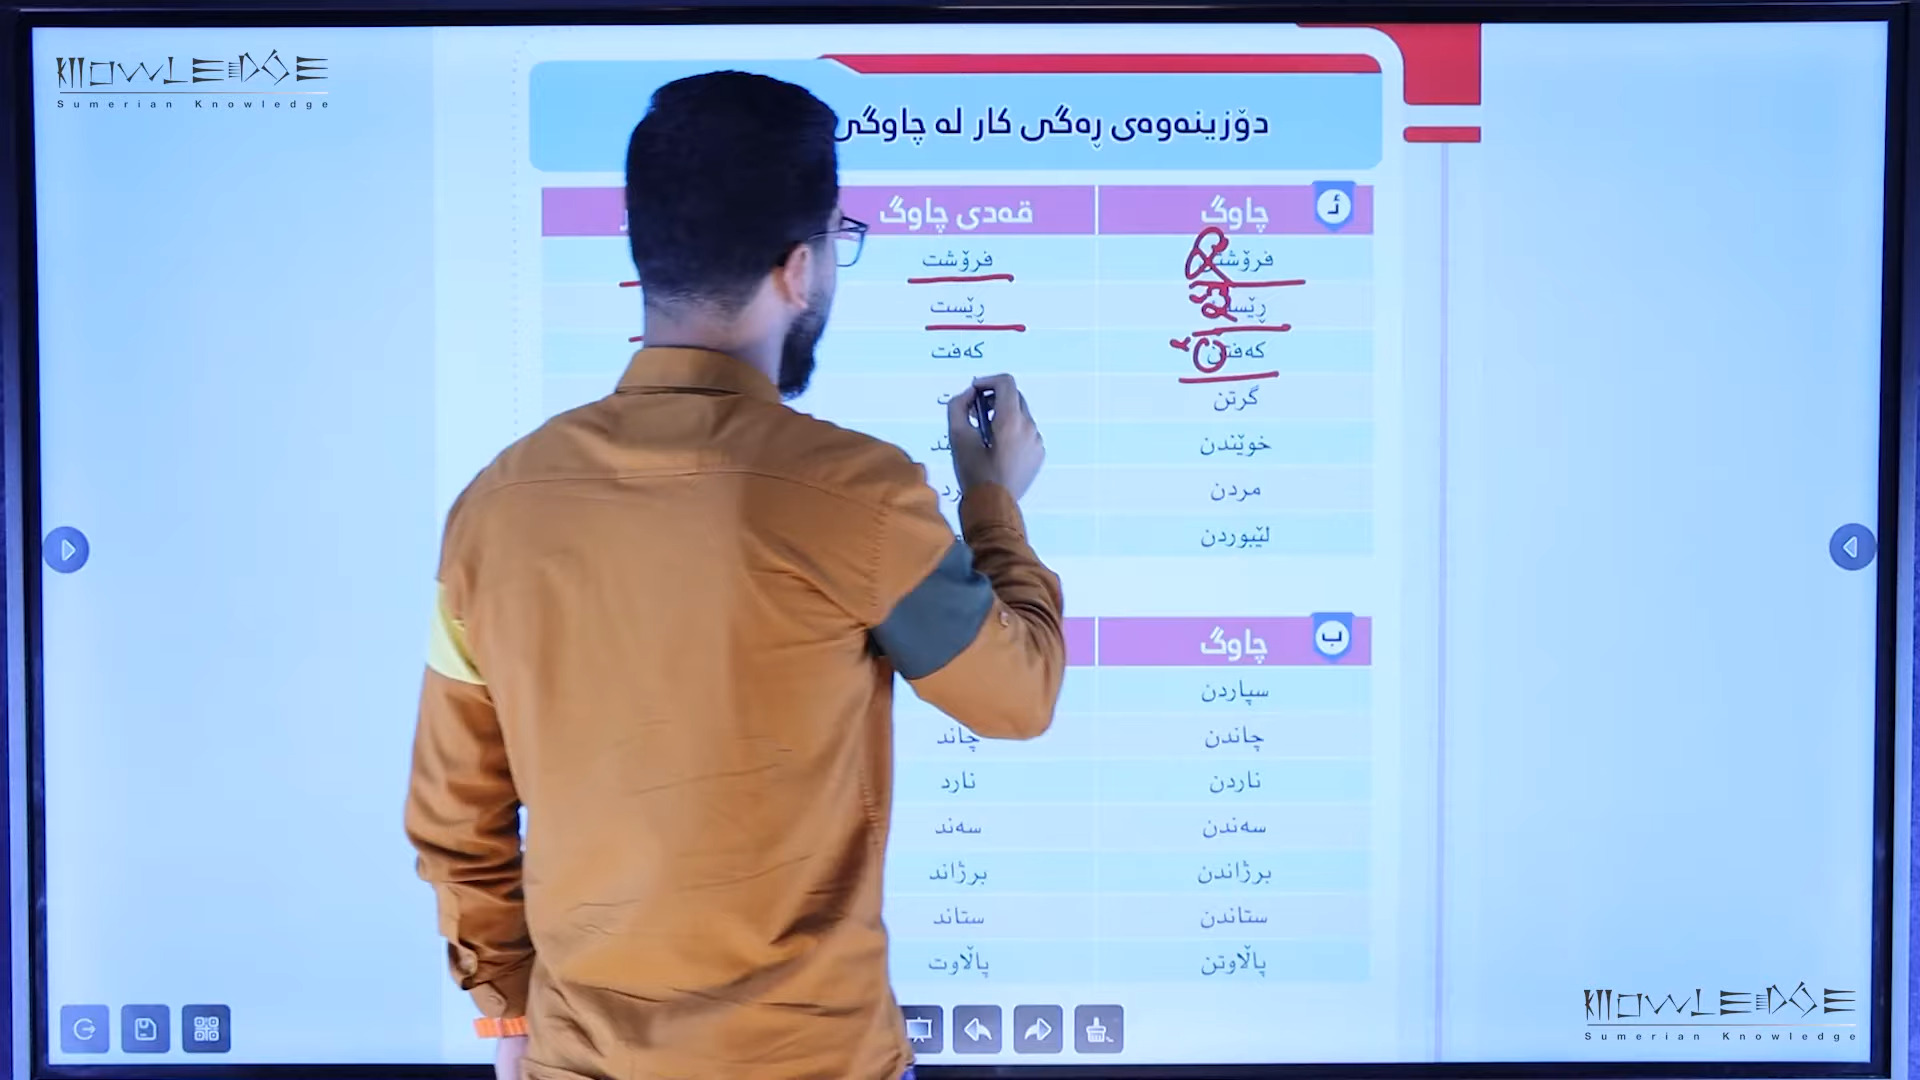 KNOWLEDGE
Sumerian Knowledge
دۆزینەوەی ڕەگی کار لە چاوگی
ئـ
چاوگ
قەدی چاوگ
فرۆشتن
فرۆشت
ڕێستن
ڕێست
کەفتن
کەفت
گرتن
خوێندن
مردن
لێبوردن
ب
چاوگ
سپاردن
چاندن
چاند
ناردن
نارد
سەندن
سەند
برژاندن
برژاند
ستاندن
ستاند
پاڵاوتن
پاڵاوت
KNOWLEDGE
Sumerian Knowledge